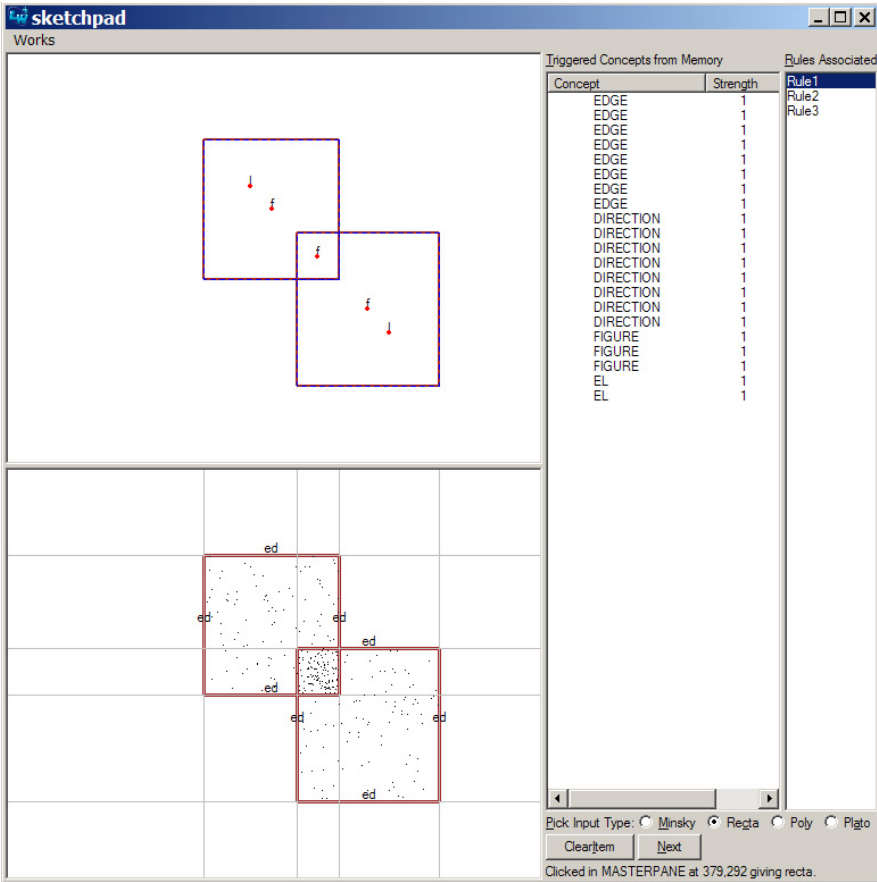 sketchpad
Works
Triggered Concepts from Memory
Rules Associated
Concept Strength
EDGE 1
EDGE 1
EDGE 1
EDGE 1
EDGE 1
EDGE 1
EDGE 1
EDGE 1
DIRECTION 1
DIRECTION 1
DIRECTION 1
DIRECTION 1
DIRECTION 1
DIRECTION 1
DIRECTION 1
DIRECTION 1
FIGURE 1
FIGURE 1
FIGURE 1
EL 1
EL 1
Rule1
Rule2
Rule3
l
f
f
f
l
ed
ed
ed
ed
ed
ed
ed
ed
Pick Input Type: Minsky Recta Poly Plato
ClearItem Next
Clicked in MASTERPANE at 379,292 giving recta.